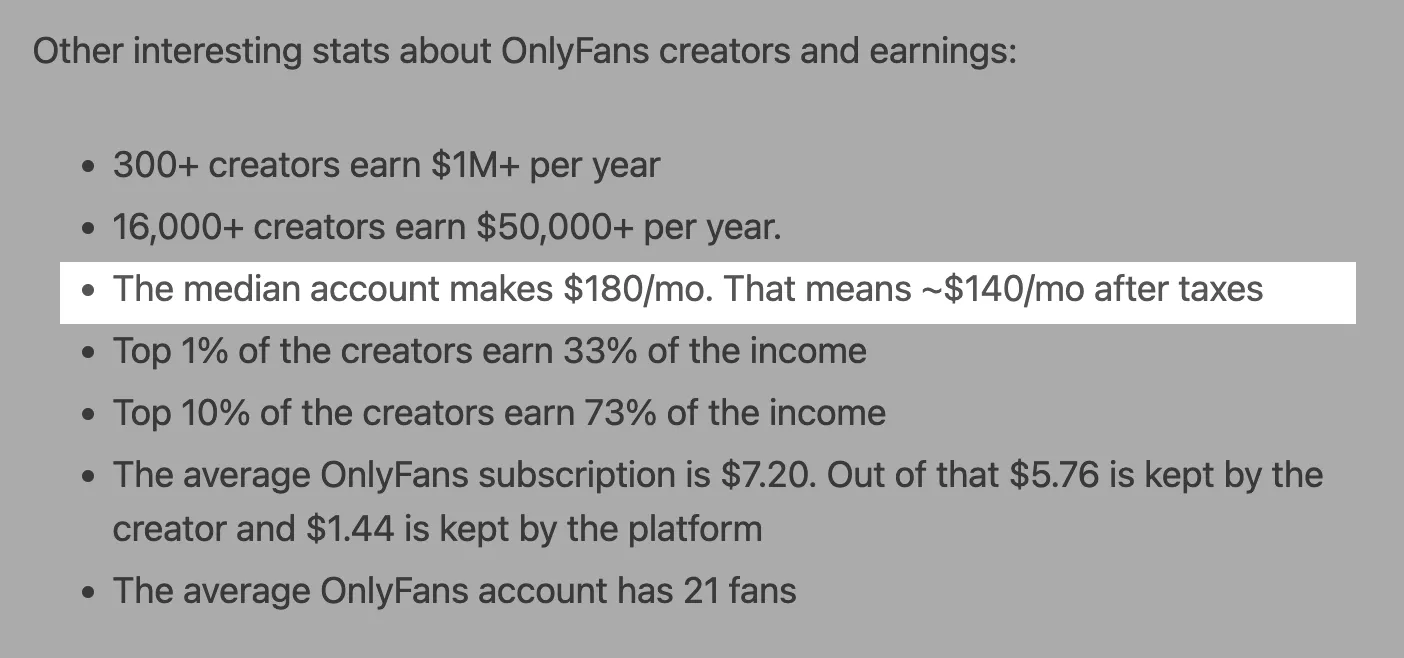 Other interesting stats about OnlyFans creators and earnings:
• 300+ creators earn $1M+ per year
• 16,000+ creators earn $50,000+ per year.
• The median account makes $180/mo. That means ~$140/mo after taxes
• Top 1% of the creators earn 33% of the income
• Top 10% of the creators earn 73% of the income
• The average OnlyFans subscription is $7.20. Out of that $5.76 is kept by the
creator and $1.44 is kept by the platform
• The average OnlyFans account has 21 fans